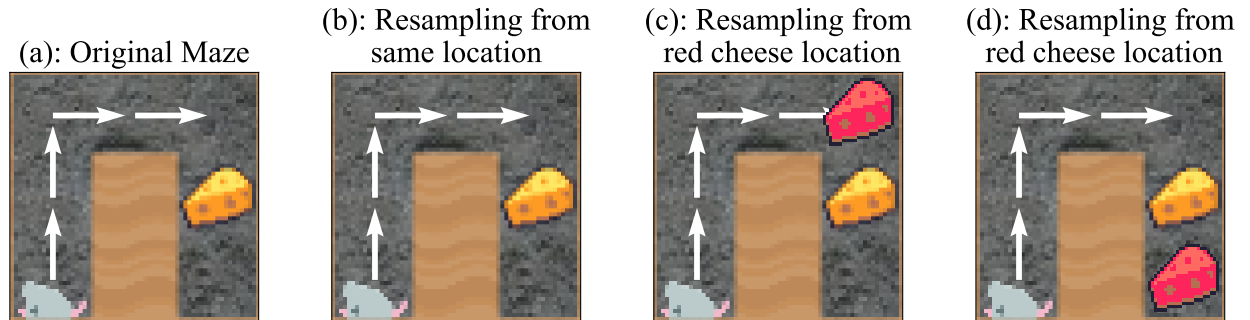 (a): Original Maze
(b): Resampling from
same location
(c): Resampling from
red cheese location
(d): Resampling from
red cheese location